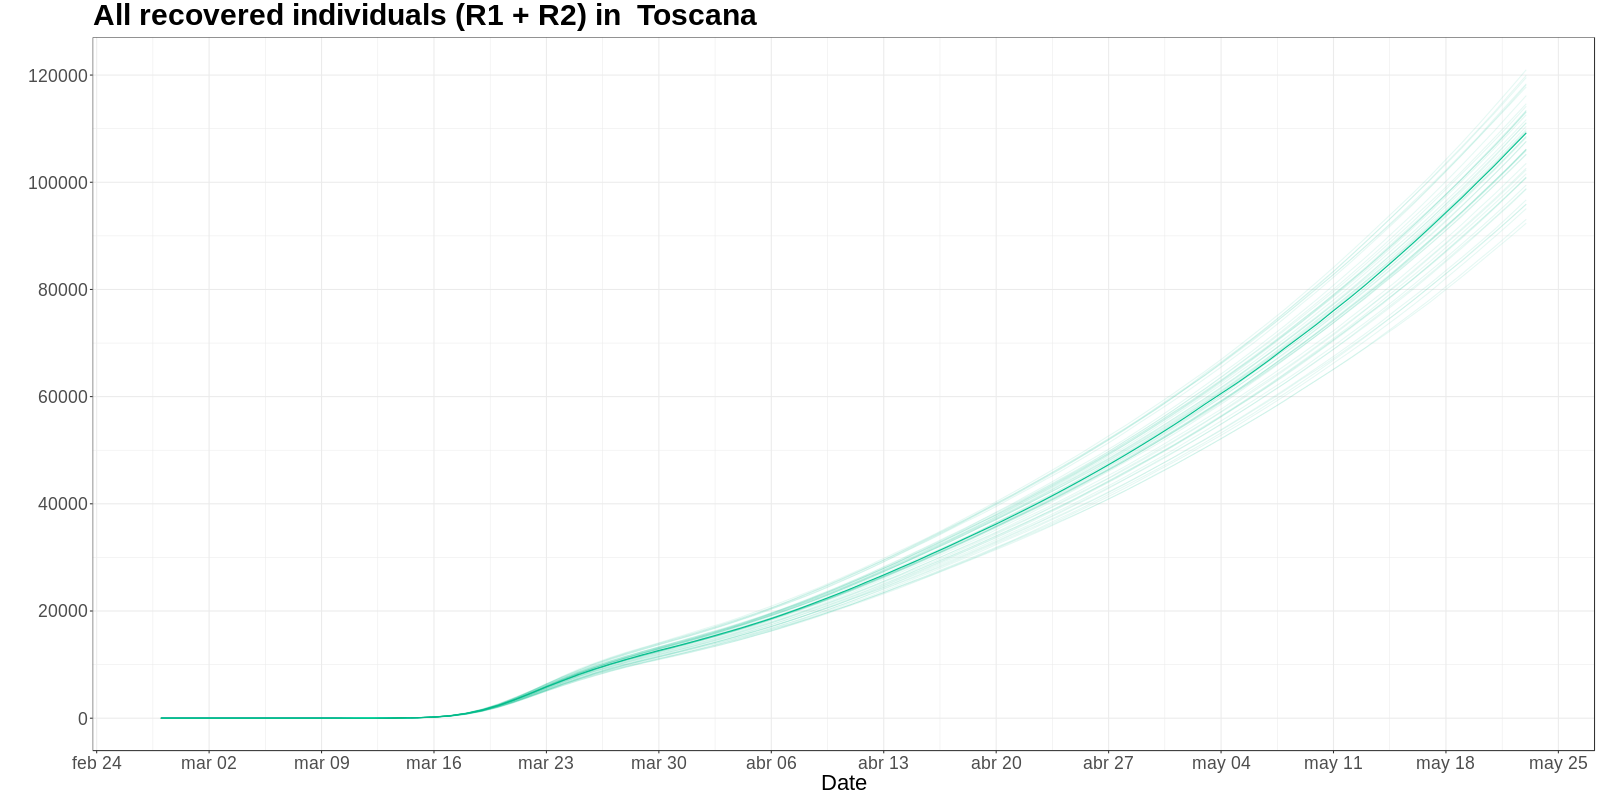 All recovered individuals (R1 + R2) in  Toscana
120000
100000
80000
60000
40000
20000
0
feb 24 mar 02 mar 09 mar 16 mar 23 mar 30 abr 06 abr 13 abr 20 abr 27 may 04 may 11 may 18 may 25
Date